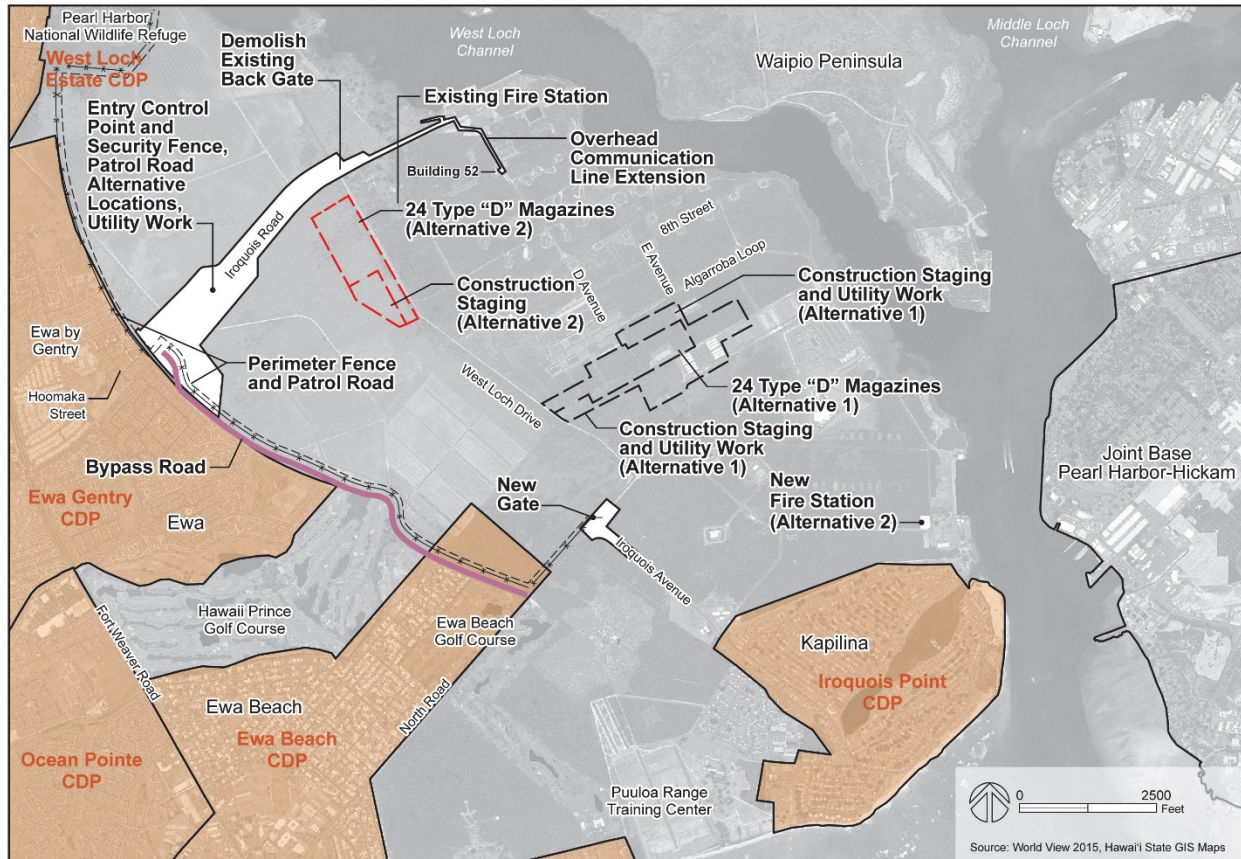 Pearl Harbor
National Wildlife Refuge
West Loch
Estate CDP
Demolish
Existing
Back Gate
West Loch
Channel
Middle Loch
Channel
Waipio Peninsula
Entry Control
Point and
Security Fence,
Patrol Road
Alternative
Locations,
Utility Work
Existing Fire Station
Overhead
Communication
Line Extension
Building 52
Iroquois Road
24 Type “D” Magazines
(Alternative 2)
8th Street
E Avenue
Algarroba Loop
D Avenue
Construction
Staging
(Alternative 2)
Construction Staging
and Utility Work
(Alternative 1)
Ewa by
Gentry
Perimeter Fence
and Patrol Road
Hoomaka
Street
West Loch Drive
24 Type “D” Magazines
(Alternative 1)
Construction Staging
and Utility Work
(Alternative 1)
Bypass Road
Joint Base
Pearl Harbor-Hickam
Ewa Gentry
CDP
Ewa
New
Gate
New
Fire Station
(Alternative 2)
Iroquois Avenue
Fort Weaver Road
Hawaii Prince
Golf Course
Ewa Beach
Golf Course
Kapilina
Iroquois Point
CDP
North Road
Ewa Beach
Ewa Beach
CDP
Ocean Pointe
CDP
Puuloa Range
Training Center
0 2500
Feet
Source: World View 2015, Hawai‘i State GIS Maps